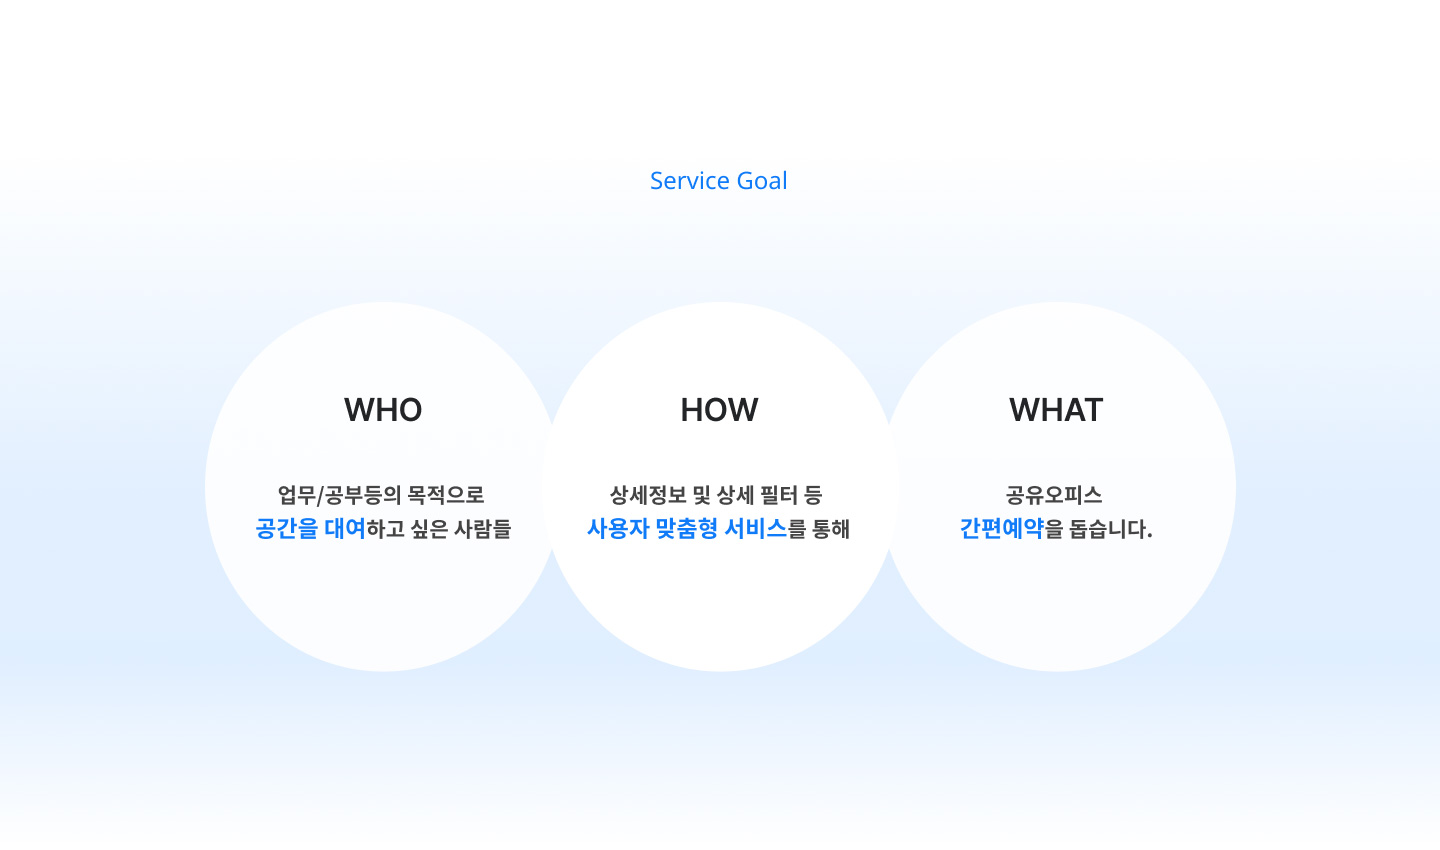 Service Goal
WHO
업무/공부등의 목적으로
공간을 대여하고 싶은 사람들
HOW
상세정보 및 상세 필터 등
사용자 맞춤형 서비스를 통해
WHAT
공유오피스
간편예약을 돕습니다.